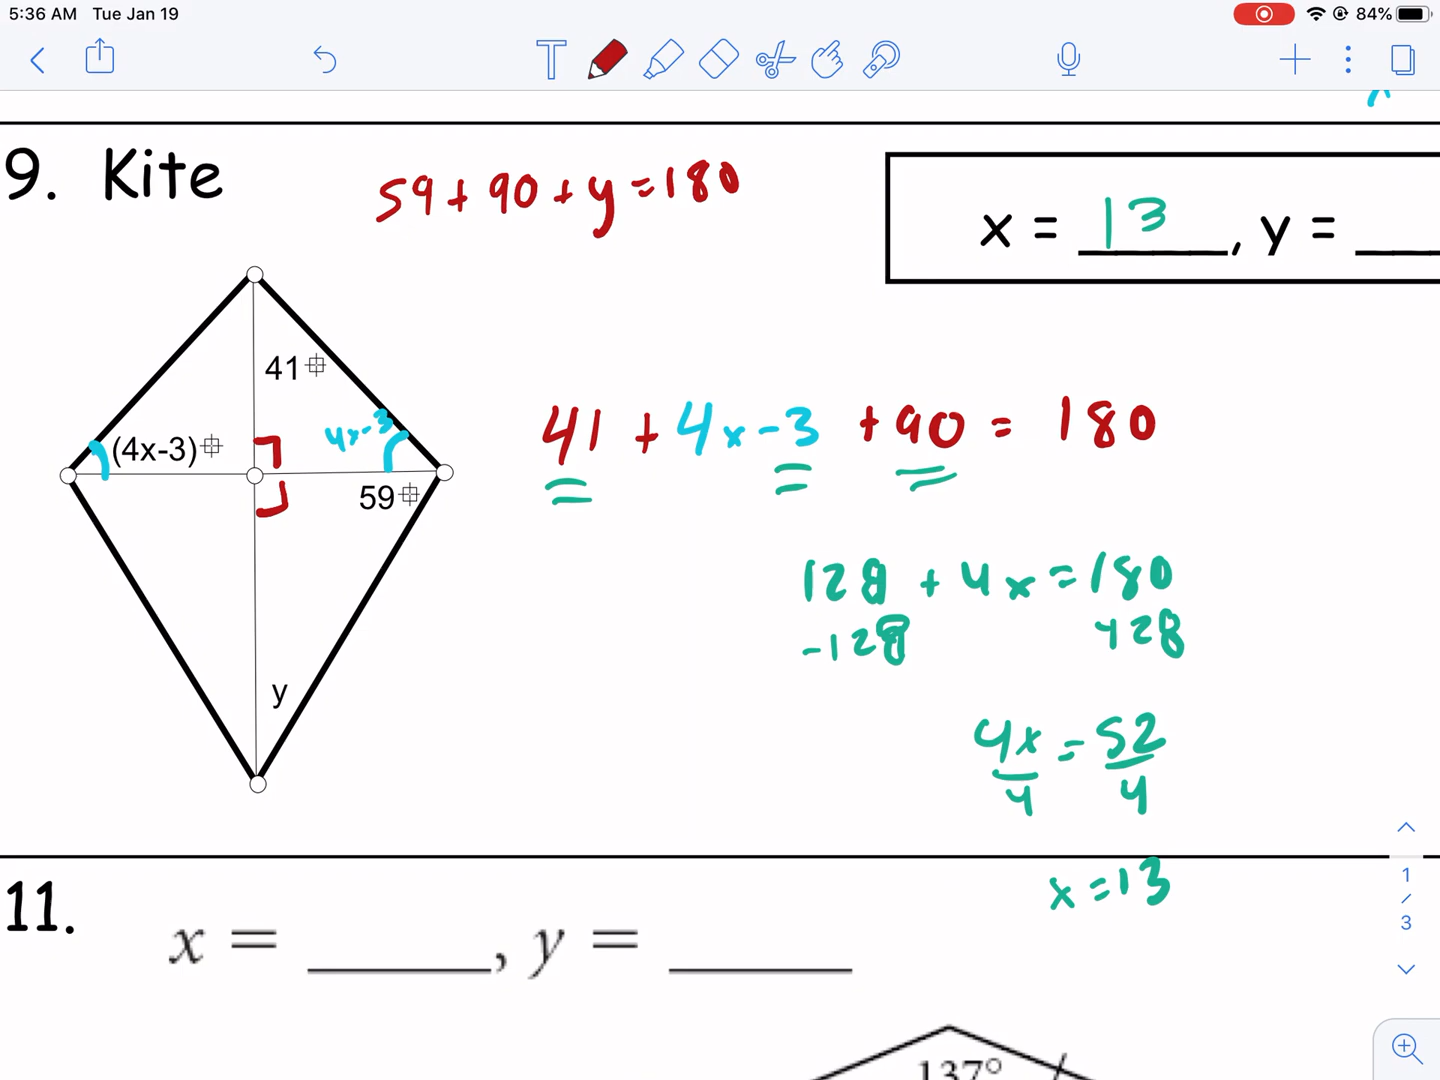 5:36 AM Tue Jan 19
84%
9. Kite
59 + 90 + y = 180
x = 13, y =
41
4x-3
(4x-3)
59
y
41 + 4x - 3 + 90 = 180
128 + 4x = 180
-128 -128
4x = 52
4 4
x = 13
11.
x = , y =
1
/
3
137°